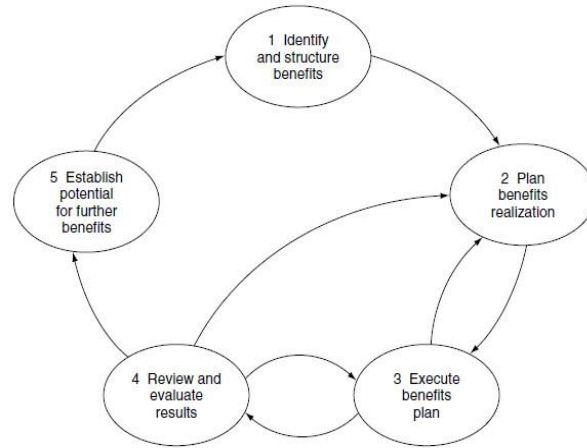 1 Identify
and structure
benefits
2 Plan
benefits
realization
3 Execute
benefits
plan
4 Review and
evaluate
results
5 Establish
potential
for further
benefits